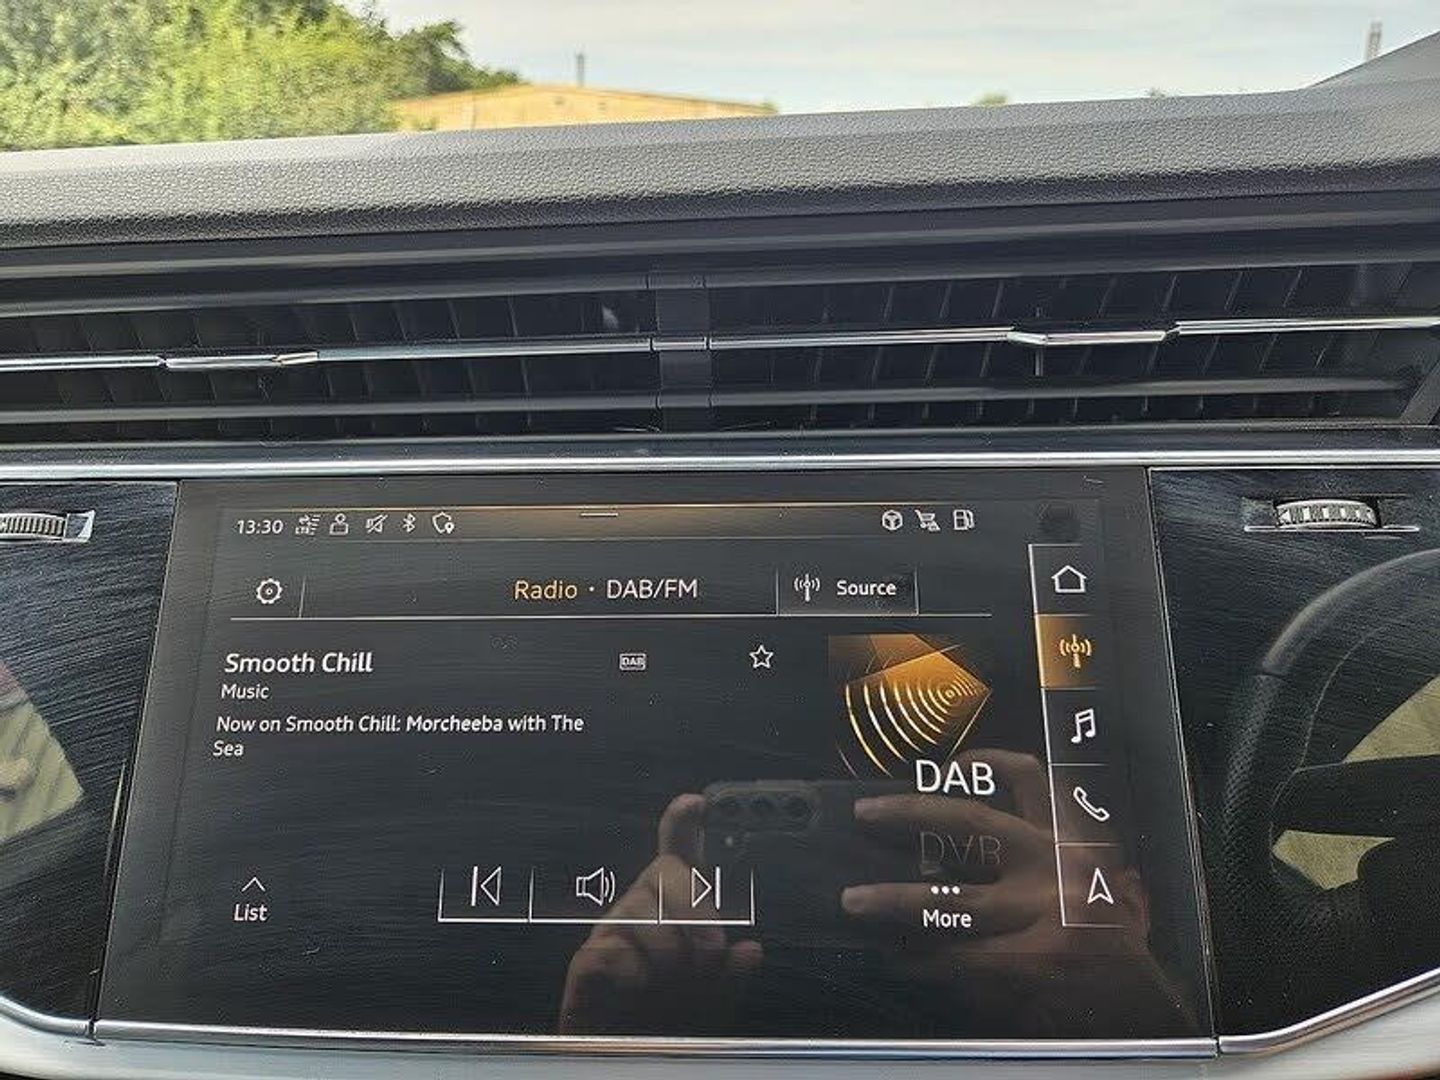 13:30 LTE
Radio · DAB/FM
Source
Smooth Chill
DAB
Music
Now on Smooth Chill: Morcheeba with The
Sea
DAB
List
More